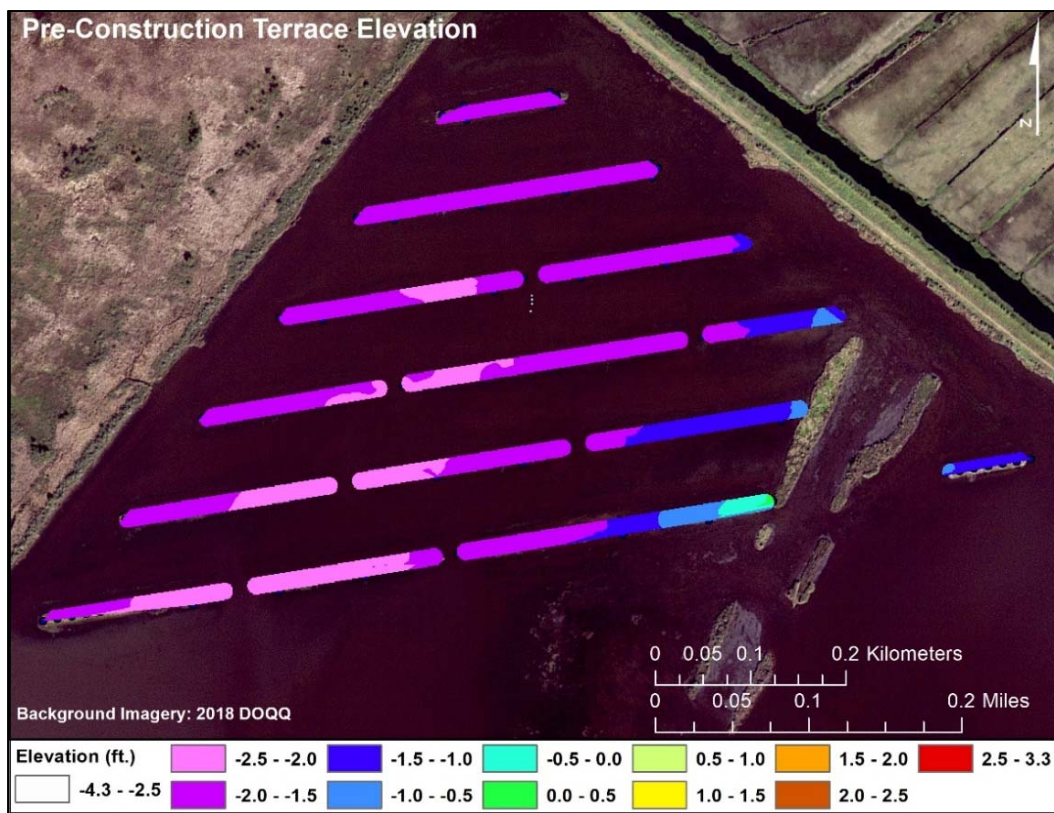 Pre-Construction Terrace Elevation
N
0 0.05 0.1 0.2 Kilometers
0 0.05 0.1 0.2 Miles
Background Imagery: 2018 DOQQ
Elevation (ft.)
-4.3 - -2.5
-2.5 - -2.0
-2.0 - -1.5
-1.5 - -1.0
-1.0 - -0.5
-0.5 - 0.0
0.0 - 0.5
0.5 - 1.0
1.0 - 1.5
1.5 - 2.0
2.0 - 2.5
2.5 - 3.3